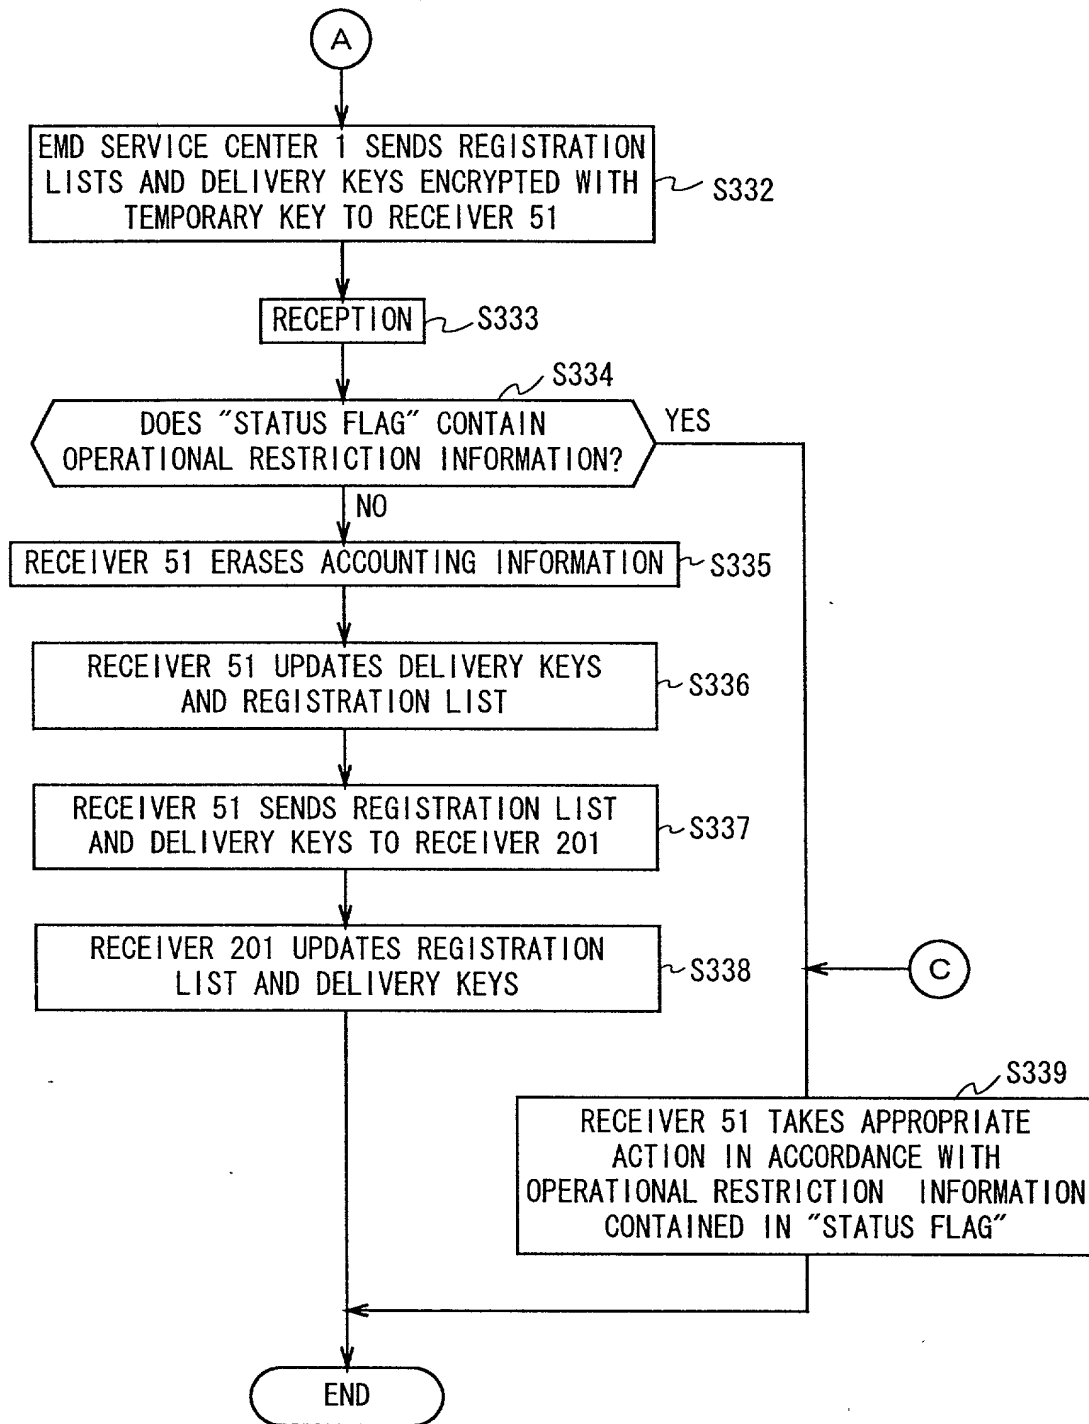 A
EMD SERVICE CENTER 1 SENDS REGISTRATION
LISTS AND DELIVERY KEYS ENCRYPTED WITH
TEMPORARY KEY TO RECEIVER 51
S332
RECEPTION
S333
S334
DOES "STATUS FLAG" CONTAIN
OPERATIONAL RESTRICTION INFORMATION?
YES
NO
RECEIVER 51 ERASES ACCOUNTING INFORMATION
S335
RECEIVER 51 UPDATES DELIVERY KEYS
AND REGISTRATION LIST
S336
RECEIVER 51 SENDS REGISTRATION LIST
AND DELIVERY KEYS TO RECEIVER 201
S337
RECEIVER 201 UPDATES REGISTRATION
LIST AND DELIVERY KEYS
S338
C
S339
RECEIVER 51 TAKES APPROPRIATE
ACTION IN ACCORDANCE WITH
OPERATIONAL RESTRICTION INFORMATION
CONTAINED IN "STATUS FLAG"
END